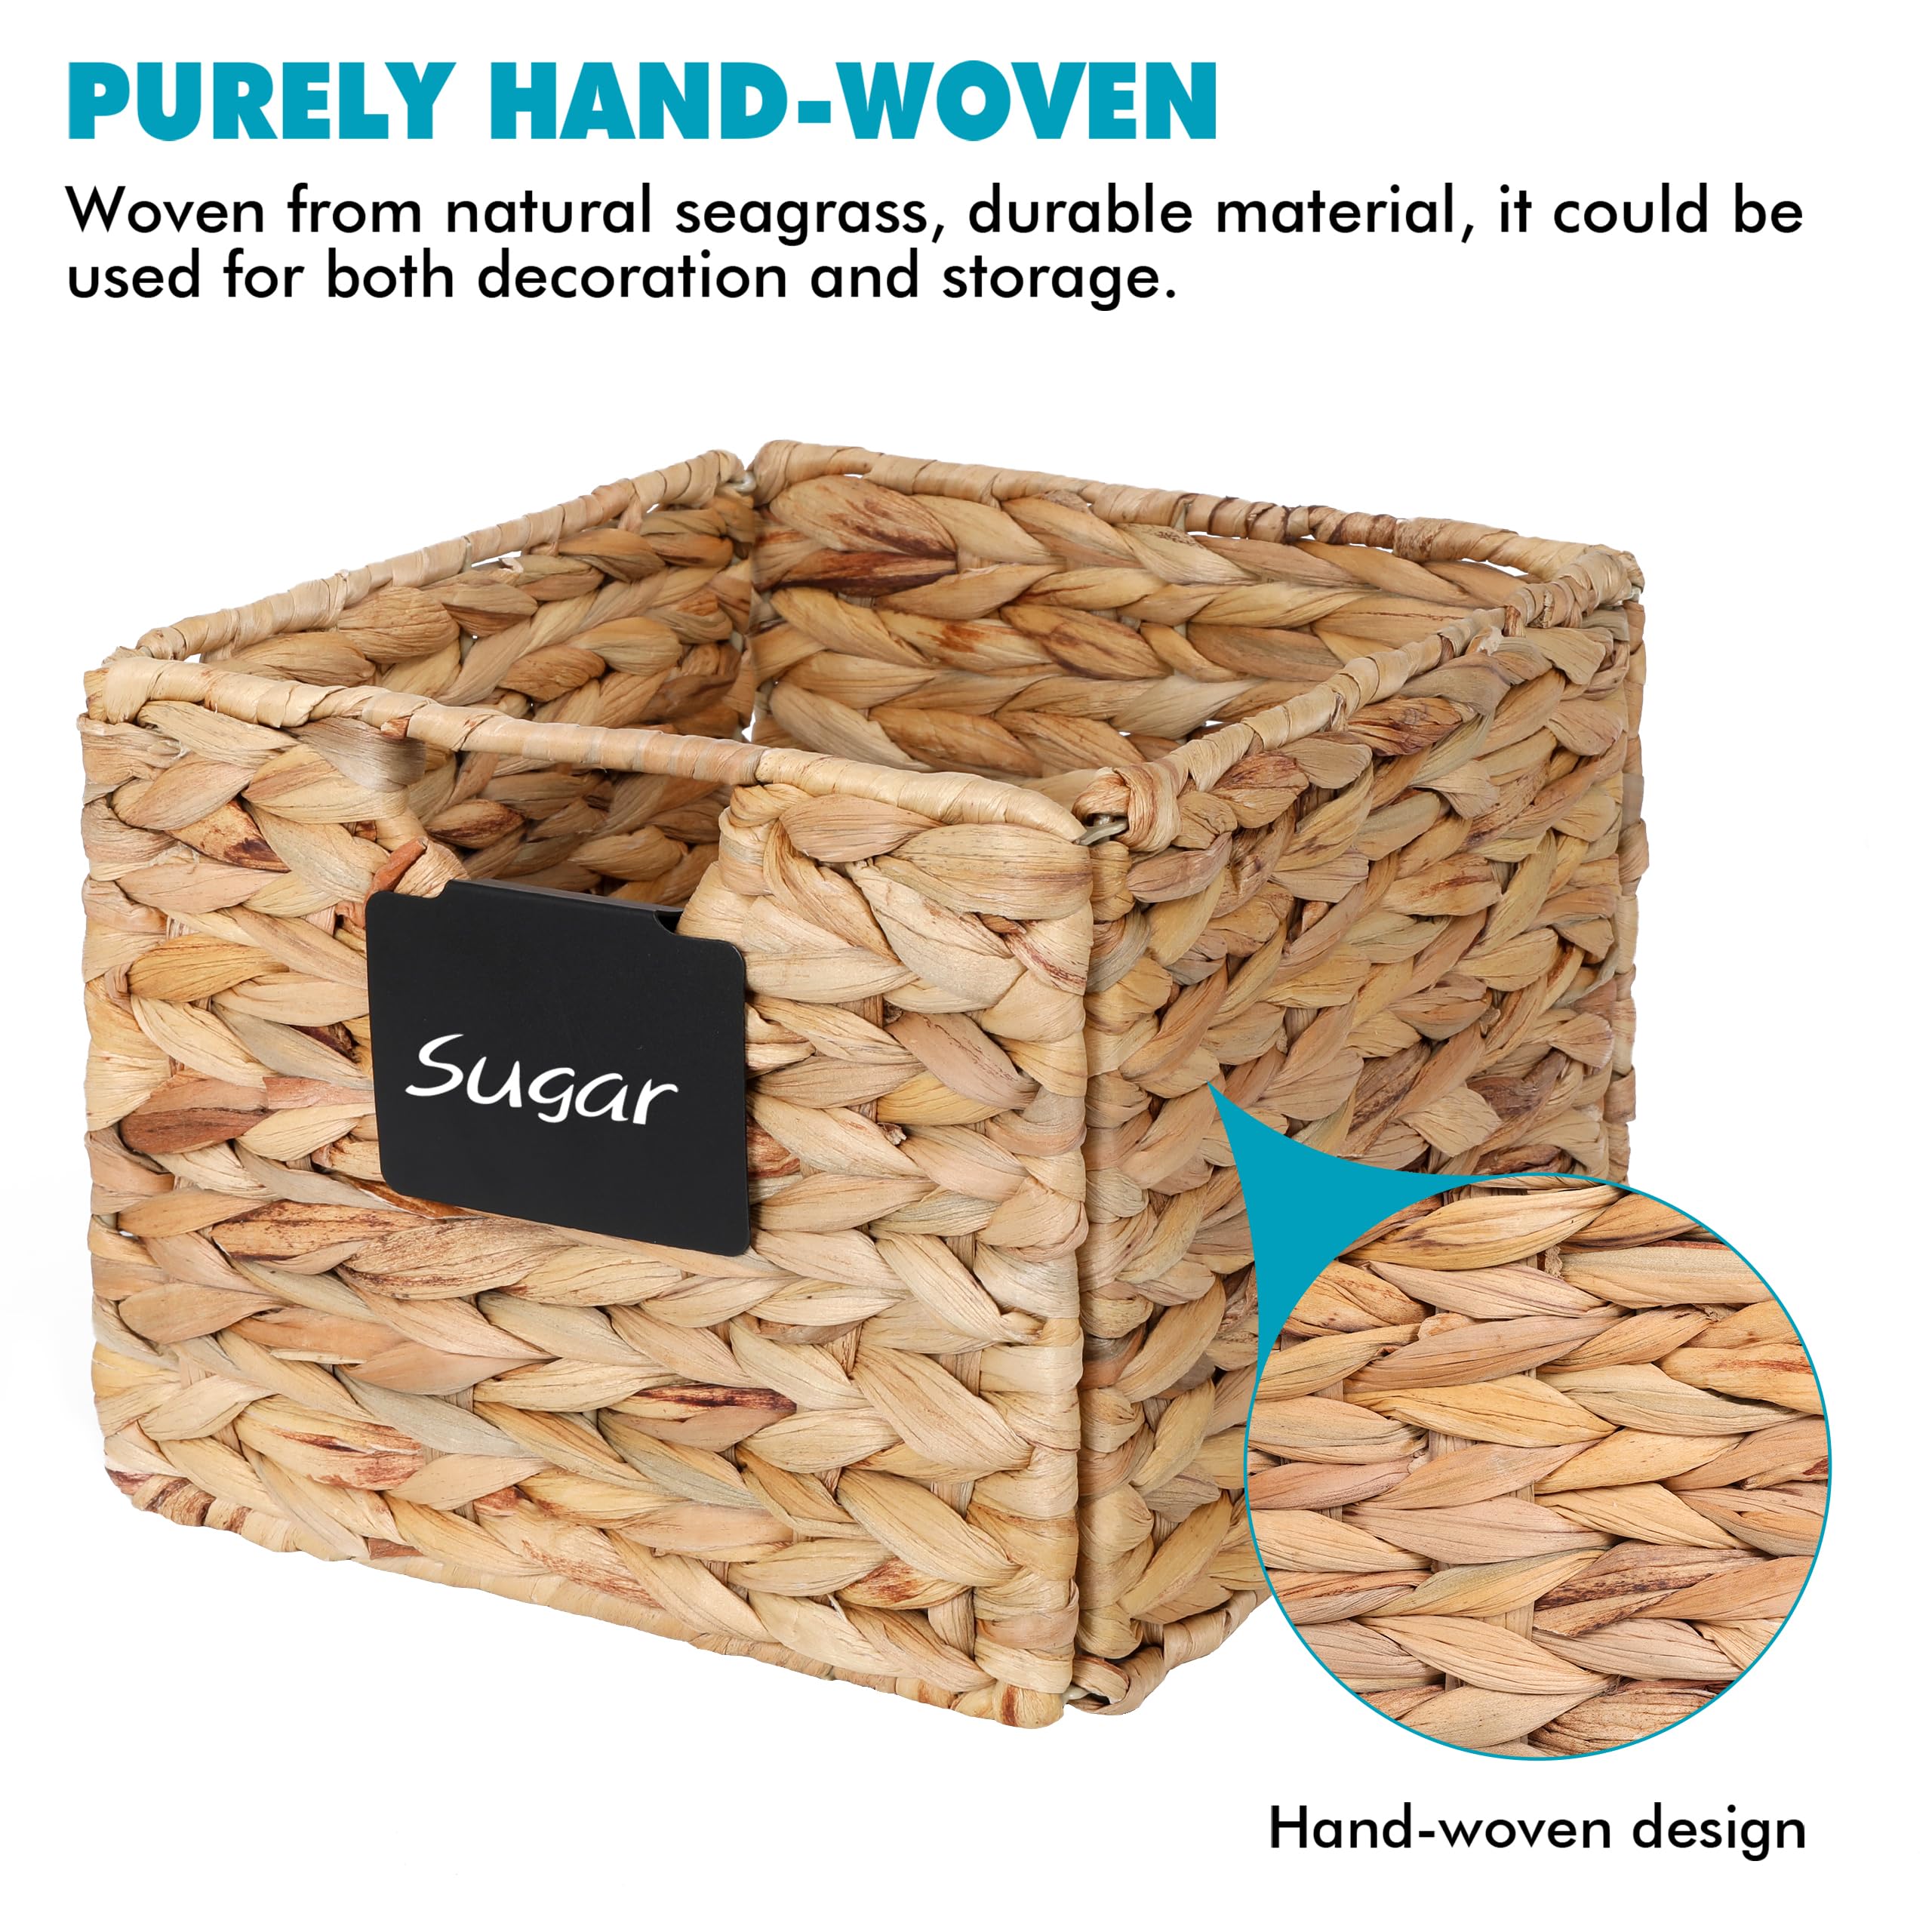 PURELY HAND-WOVEN
Woven from natural seagrass, durable material, it could be
used for both decoration and storage.
Sugar
Hand-woven design